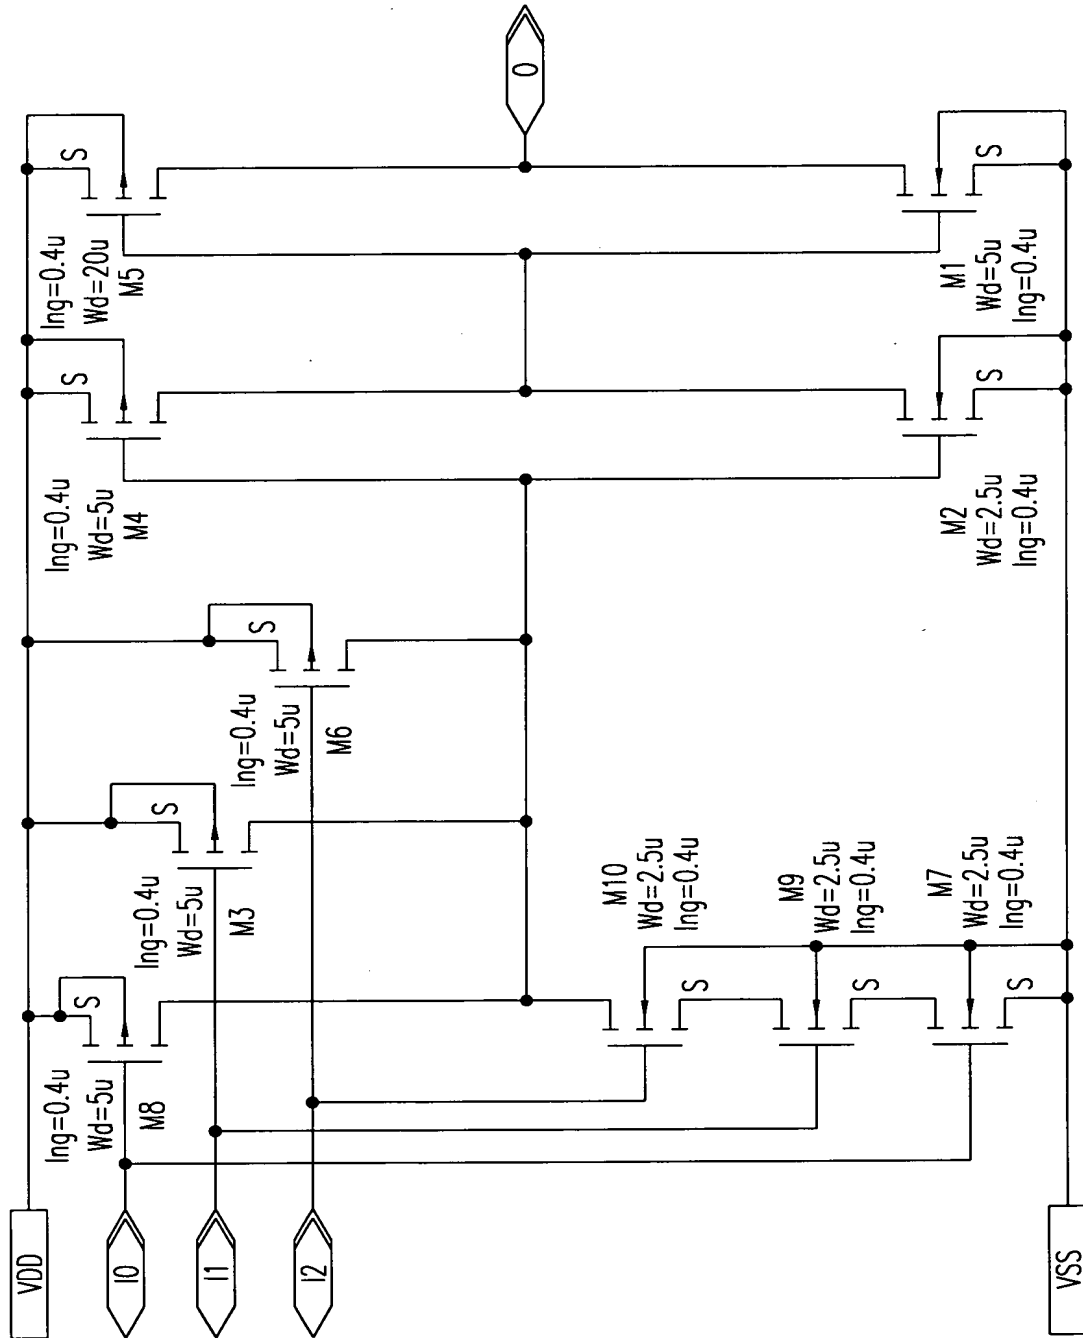 VDD
I0
I1
I2
VSS
lng=0.4u
Wd=5u
M8
S
lng=0.4u
Wd=5u
M3
S
lng=0.4u
Wd=5u
M6
S
lng=0.4u
Wd=5u
M4
S
lng=0.4u
Wd=20u
M5
S
O
M10
Wd=2.5u
lng=0.4u
S
M9
Wd=2.5u
lng=0.4u
S
M7
Wd=2.5u
lng=0.4u
S
M2
Wd=2.5u
lng=0.4u
S
M1
Wd=5u
lng=0.4u
S